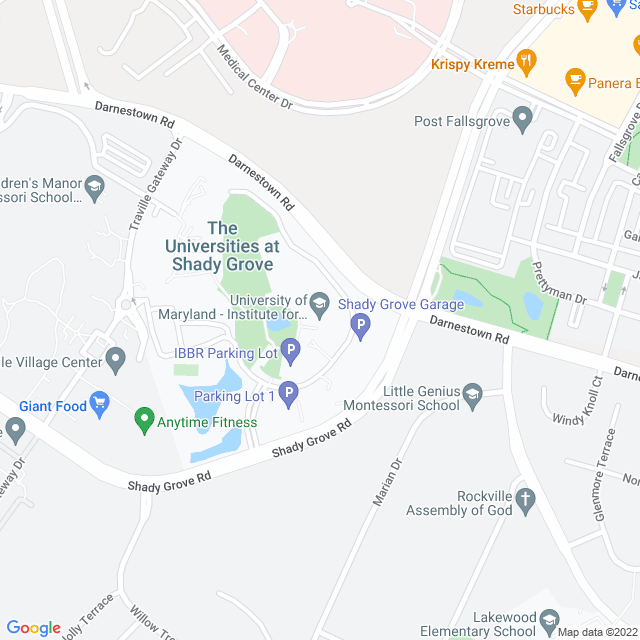 Starbucks
Krispy Kreme
Panera
Medical Center Dr
Darnestown Rd
Post Fallsgrove
Fallsgrove
Traville Gateway Dr
Darnestown Rd
dren's Manor
ssori School...
The
Universities at
Shady Grove
Prettyman Dr
University of
Maryland - Institute for...
Shady Grove Garage
Darnestown Rd
IBBR Parking Lot
le Village Center
Parking Lot 1
Little Genius
Montessori School
Giant Food
Anytime Fitness
Windy Knoll Ct
Shady Grove Rd
Glenmore Terrace
Shady Grove Rd
Marian Dr
Rockville
Assembly of God
Lakewood
Elementary School
olly Terrace
Willow Tre
Google
Map data ©2022